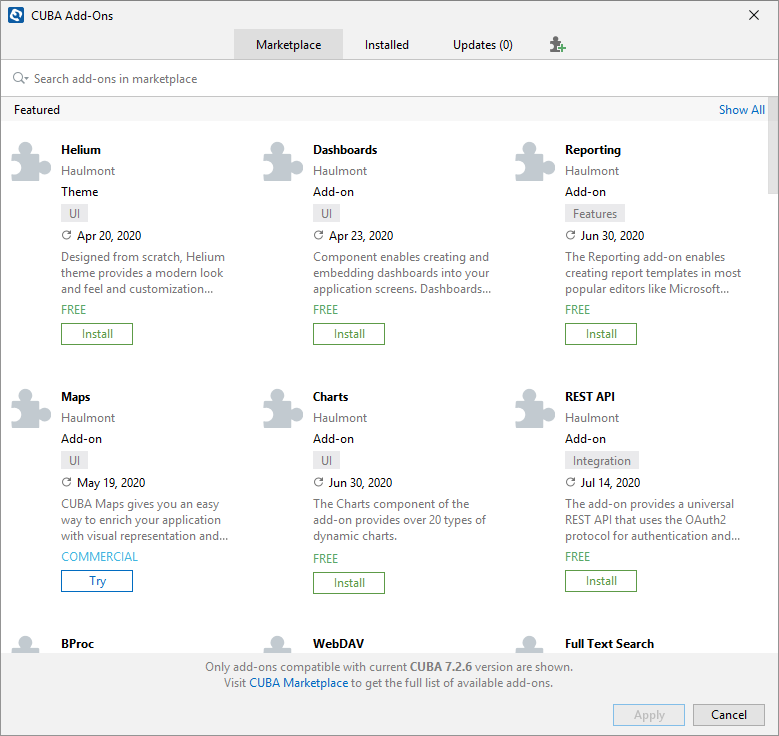 CUBA Add-Ons
Marketplace
Installed
Updates (0)
Search add-ons in marketplace
Featured
Show All
Helium
Haulmont
Theme
UI
Apr 20, 2020
Designed from scratch, Helium
theme provides a modern look
and feel and customization...
FREE
Install
Dashboards
Haulmont
Add-on
UI
Apr 23, 2020
Component enables creating and
embedding dashboards into your
application screens. Dashboards...
FREE
Install
Reporting
Haulmont
Add-on
Features
Jun 30, 2020
The Reporting add-on enables
creating report templates in most
popular editors like Microsoft...
FREE
Install
Maps
Haulmont
Add-on
UI
May 19, 2020
CUBA Maps gives you an easy
way to enrich your application
with visual representation and...
COMMERCIAL
Try
Charts
Haulmont
Add-on
UI
Jun 30, 2020
The Charts component of the
add-on provides over 20 types of
dynamic charts.
FREE
Install
REST API
Haulmont
Add-on
Integration
Jul 14, 2020
The add-on provides a universal
REST API that uses the OAuth2
protocol for authentication and...
FREE
Install
BProc
WebDAV
Full Text Search
Only add-ons compatible with current CUBA 7.2.6 version are shown.
Visit CUBA Marketplace to get the full list of available add-ons.
Apply
Cancel